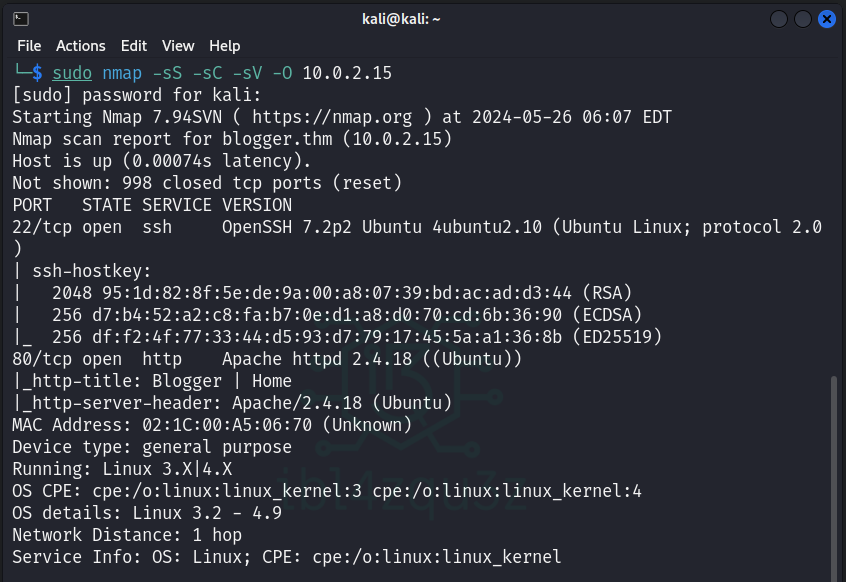 kali@kali: ~
File Actions Edit View Help
└─$ sudo nmap -sS -sC -sV -O 10.0.2.15
[sudo] password for kali:
Starting Nmap 7.94SVN ( https://nmap.org ) at 2024-05-26 06:07 EDT
Nmap scan report for blogger.thm (10.0.2.15)
Host is up (0.00074s latency).
Not shown: 998 closed tcp ports (reset)
PORT   STATE SERVICE VERSION
22/tcp open  ssh     OpenSSH 7.2p2 Ubuntu 4ubuntu2.10 (Ubuntu Linux; protocol 2.0
)
| ssh-hostkey:
|   2048 95:1d:82:8f:5e:de:9a:00:a8:07:39:bd:ac:ad:d3:44 (RSA)
|   256 d7:b4:52:a2:c8:fa:b7:0e:d1:a8:d0:70:cd:6b:36:90 (ECDSA)
|_  256 df:f2:4f:77:33:44:d5:93:d7:79:17:45:5a:a1:36:8b (ED25519)
80/tcp open  http    Apache httpd 2.4.18 ((Ubuntu))
|_http-title: Blogger | Home
|_http-server-header: Apache/2.4.18 (Ubuntu)
MAC Address: 02:1C:00:A5:06:70 (Unknown)
Device type: general purpose
Running: Linux 3.X|4.X
OS CPE: cpe:/o:linux:linux_kernel:3 cpe:/o:linux:linux_kernel:4
OS details: Linux 3.2 - 4.9
Network Distance: 1 hop
Service Info: OS: Linux; CPE: cpe:/o:linux:linux_kernel